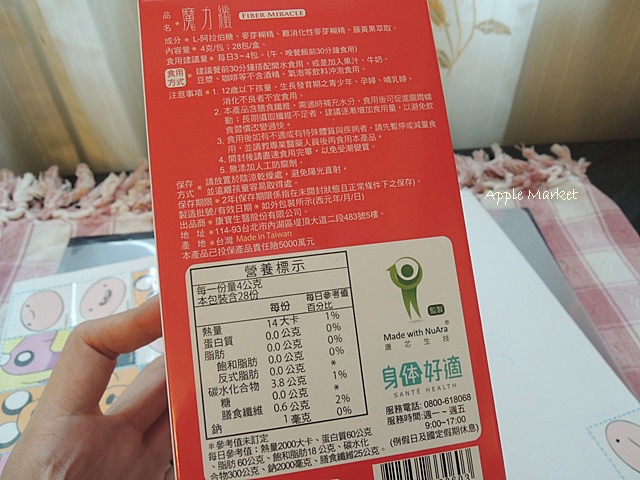 品名 * 魔力纖 FIBER MIRACLE
成分 * L-阿拉伯糖、麥芽糊精、難消化性麥芽糊精、藤黃果萃取。
內容量 * 4克/包；28包/盒。
食用建議量 * 每日3~4包。(午、晚餐飯前30分鐘食用)
食用方式 * 建議餐前30分鐘搭配開水食用，或是加入果汁、牛奶、
豆漿、咖啡等不含酒精、氣泡等飲料沖泡食用。
注意事項 * 1. 12歲以下孩童、生長發育期之青少年、孕婦、哺乳婦、
消化不良者不宜食用。
2. 本產品含膳食纖維，需適時補充水分，食用後可促進腸胃蠕
動；長期攝取纖維不足者，建議逐漸增加食用量，以避免飲
食習慣改變過快。
3. 食用後如有不適或有特殊體質與疾病者，請先暫停或減量食
用，並請教專業醫藥人員後再食用本產品。
4. 開封後請盡速食用完畢，以免受潮變質。
5. 無添加人工防腐劑。
保存方式 * 請放置於陰涼乾燥處，避免陽光直射，
並遠離孩童容易取得處。
保存期限 * 2年(保存期限係指在未開封狀態且正常條件下之保存)。
製造批號/有效日期 * 如外包裝所示(西元年/月/日)
出品商 * 康寶生醫股份有限公司。
地址 * 114-93台北市內湖區堤頂大道二段483號5樓。
產地 * 台灣 Made in Taiwan
本產品已投保產品責任險5000萬元
Apple Market
營養標示
每一份量4公克
本包裝含28份
每份 每日參考值百分比
熱量 14大卡 1%
蛋白質 0.0公克 0%
脂肪 0.0公克 0%
飽和脂肪 0.0公克 0%
反式脂肪 0.0公克 *
碳水化合物 3.8公克 1%
糖 0.0公克 *
膳食纖維 0.6公克 2%
鈉 1毫克 0%
*參考值未訂定
每日參考值：熱量2000大卡、蛋白質60公克
、脂肪60公克、飽和脂肪18公克、碳水化
合物300公克、鈉2000毫克、膳食纖維25公克。
監製
Made with NuAra®
康芯生技
身体好適
SANTÉ HEALTH
服務電話: 0800-618068
服務時間: 週一~週五
9:00~17:00
(例假日及國定假期休息)